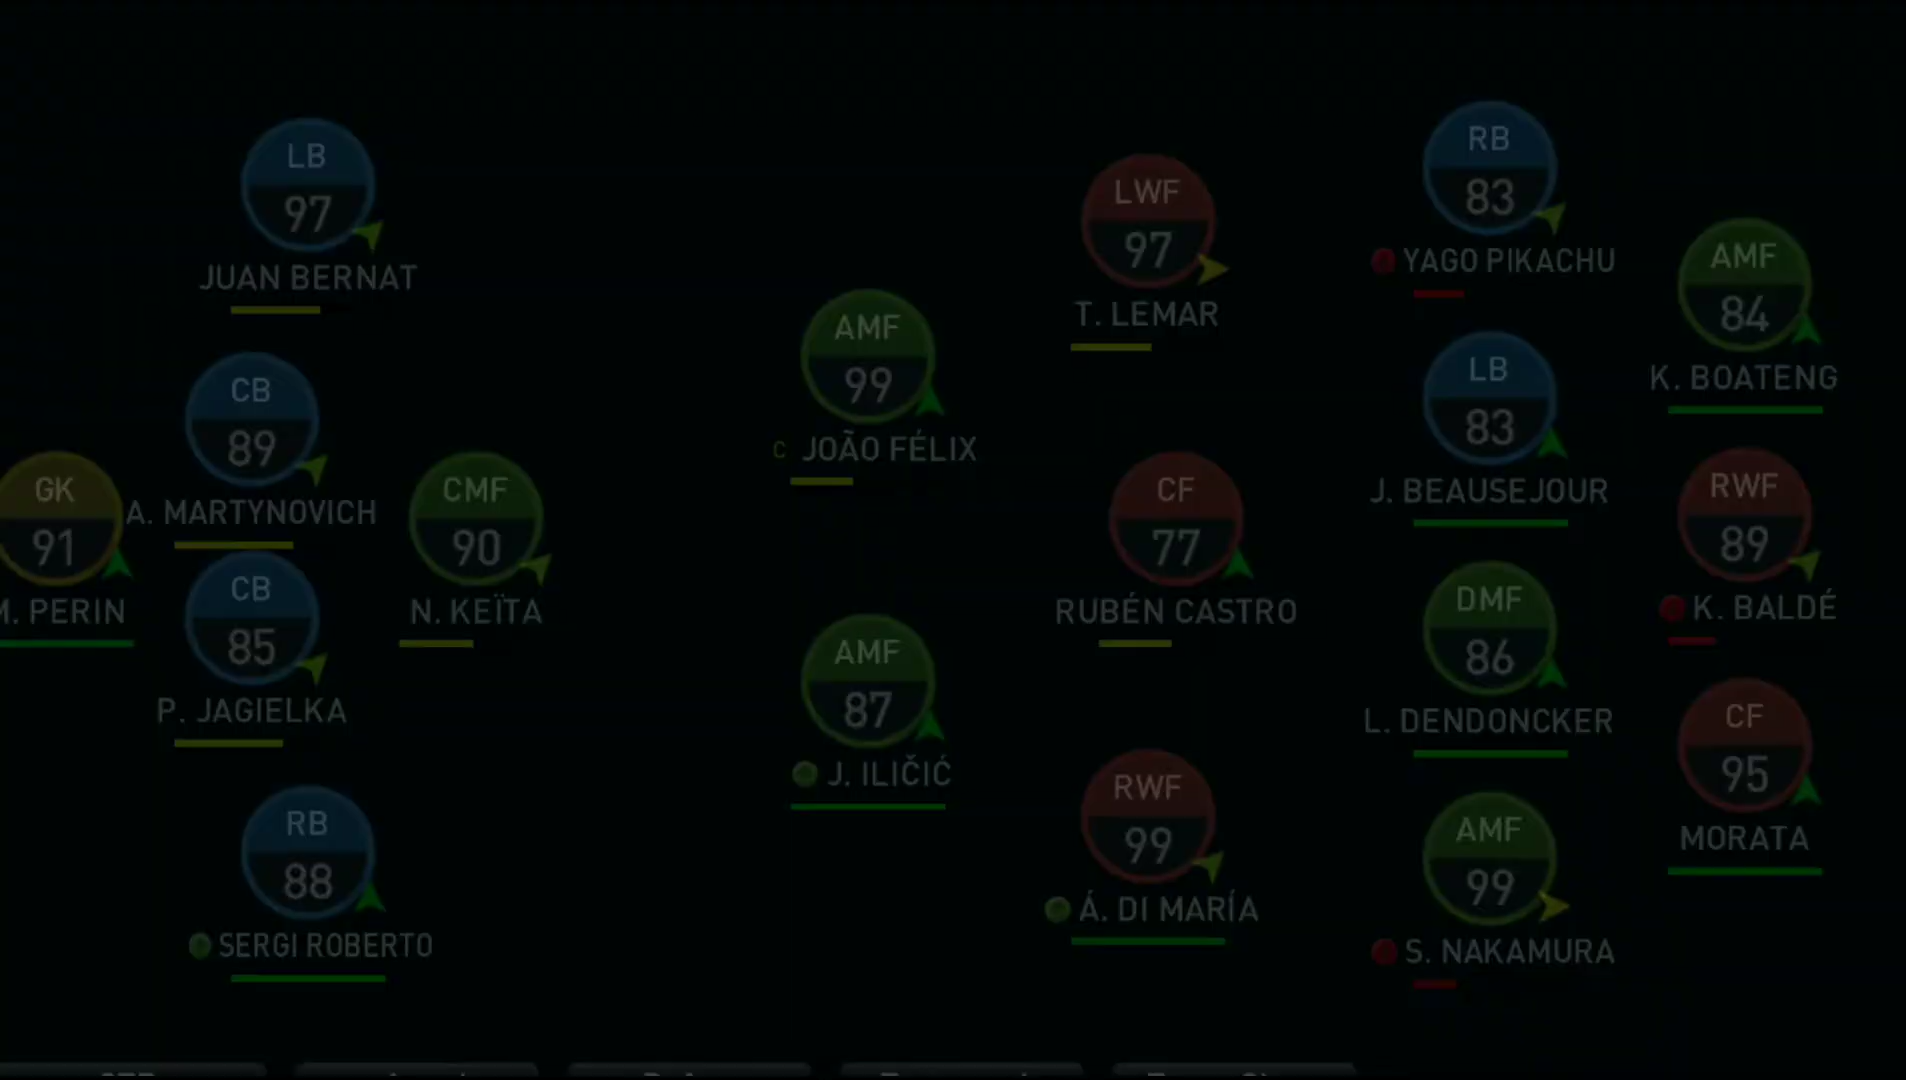 LB
97
JUAN BERNAT
CB
89
A. MARTYNOVICH
GK
91
M. PERIN
CB
85
P. JAGIELKA
RB
88
SERGI ROBERTO
CMF
90
N. KEÏTA
AMF
99
C JOÃO FÉLIX
AMF
87
J. ILIČIĆ
LWF
97
T. LEMAR
CF
77
RUBÉN CASTRO
RWF
99
Á. DI MARÍA
RB
83
YAGO PIKACHU
LB
83
J. BEAUSEJOUR
DMF
86
L. DENDONCKER
AMF
99
S. NAKAMURA
AMF
84
K. BOATENG
RWF
89
K. BALDÉ
CF
95
MORATA